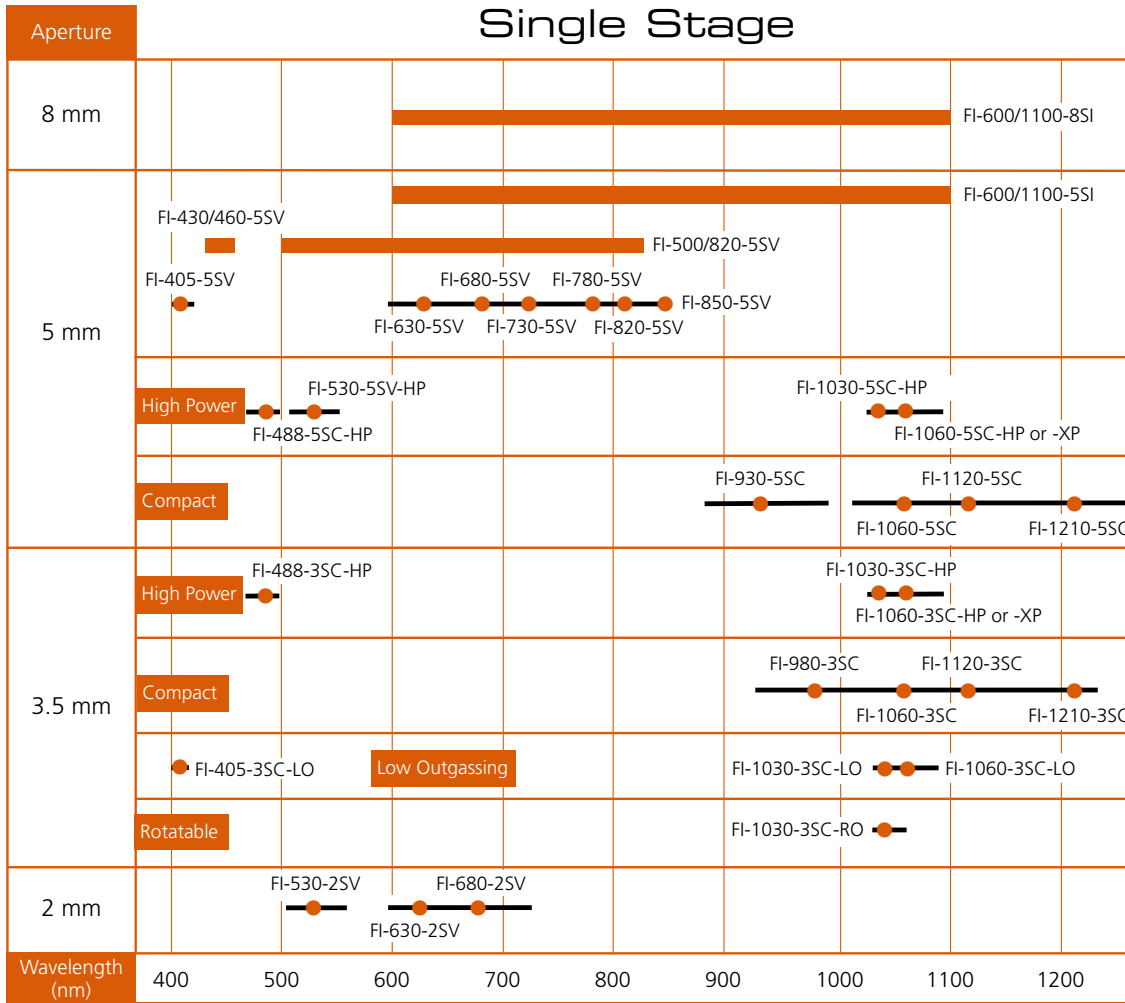 Single Stage
Aperture
8 mm
FI-600/1100-8SI
5 mm
FI-600/1100-5SI
FI-430/460-5SV
FI-500/820-5SV
FI-405-5SV
FI-680-5SV
FI-780-5SV
FI-850-5SV
FI-630-5SV
FI-730-5SV
FI-820-5SV
High Power
FI-530-5SV-HP
FI-488-5SC-HP
FI-1030-5SC-HP
FI-1060-5SC-HP or -XP
Compact
FI-930-5SC
FI-1120-5SC
FI-1060-5SC
FI-1210-5SC
3.5 mm
High Power
FI-488-3SC-HP
FI-1030-3SC-HP
FI-1060-3SC-HP or -XP
Compact
FI-980-3SC
FI-1120-3SC
FI-1060-3SC
FI-1210-3SC
FI-405-3SC-LO
Low Outgassing
FI-1030-3SC-LO
FI-1060-3SC-LO
Rotatable
FI-1030-3SC-RO
2 mm
FI-530-2SV
FI-680-2SV
FI-630-2SV
Wavelength
(nm)
400 500 600 700 800 900 1000 1100 1200